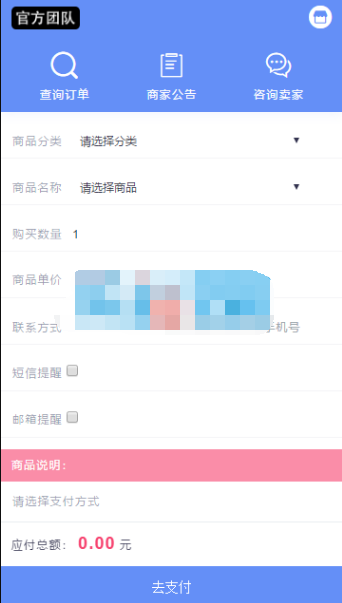 官方团队
查询订单 商家公告 咨询卖家
商品分类 请选择分类
商品名称 请选择商品
购买数量 1
商品单价
联系方式 手机号
短信提醒
邮箱提醒
商品说明：
请选择支付方式
应付总额： 0.00 元
去支付